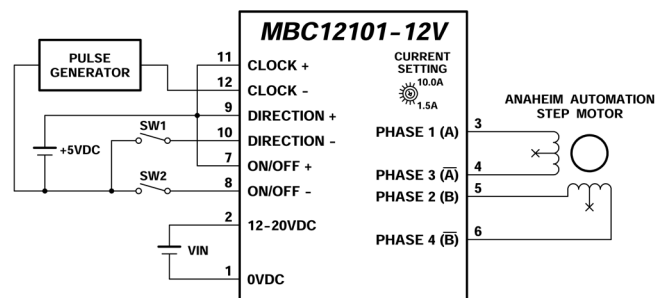 MBC12101-12V
PULSE
GENERATOR
11 CLOCK +
12 CLOCK -
9 DIRECTION +
10 DIRECTION -
7 ON/OFF +
8 ON/OFF -
2 12-20VDC
1 0VDC
SW1
+5VDC
SW2
VIN
CURRENT
SETTING
10.0A
1.5A
PHASE 1 (A) 3
PHASE 3 (A̅) 4
PHASE 2 (B) 5
PHASE 4 (B̅) 6
ANAHEIM AUTOMATION
STEP MOTOR